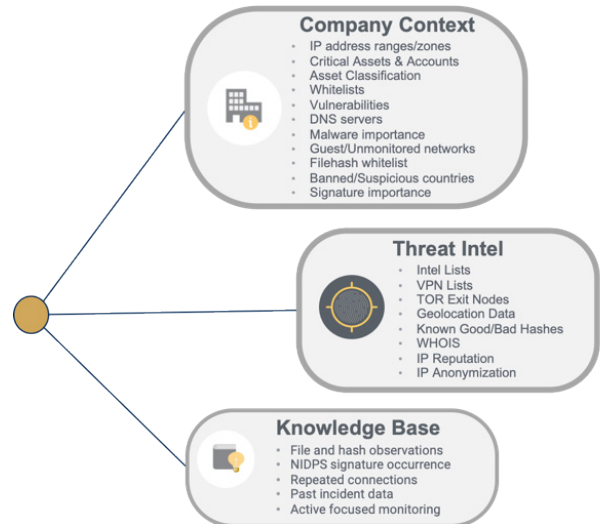 Company Context
• IP address ranges/zones
• Critical Assets & Accounts
• Asset Classification
• Whitelists
• Vulnerabilities
• DNS servers
• Malware importance
• Guest/Unmonitored networks
• Filehash whitelist
• Banned/Suspicious countries
• Signature importance
Threat Intel
• Intel Lists
• VPN Lists
• TOR Exit Nodes
• Geolocation Data
• Known Good/Bad Hashes
• WHOIS
• IP Reputation
• IP Anonymization
Knowledge Base
• File and hash observations
• NIDPS signature occurrence
• Repeated connections
• Past incident data
• Active focused monitoring